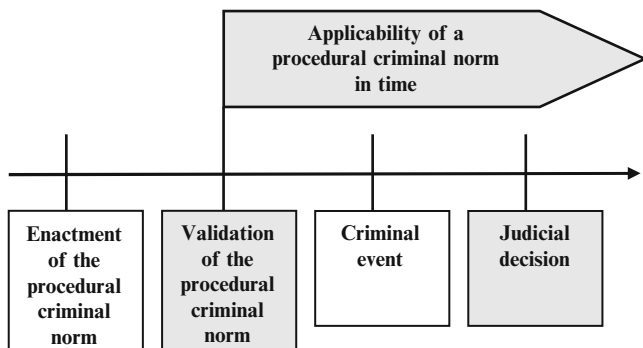 Applicability of a
procedural criminal norm
in time
Enactment
of the
procedural
criminal
norm
Validation
of the
procedural
criminal
norm
Criminal
event
Judicial
decision